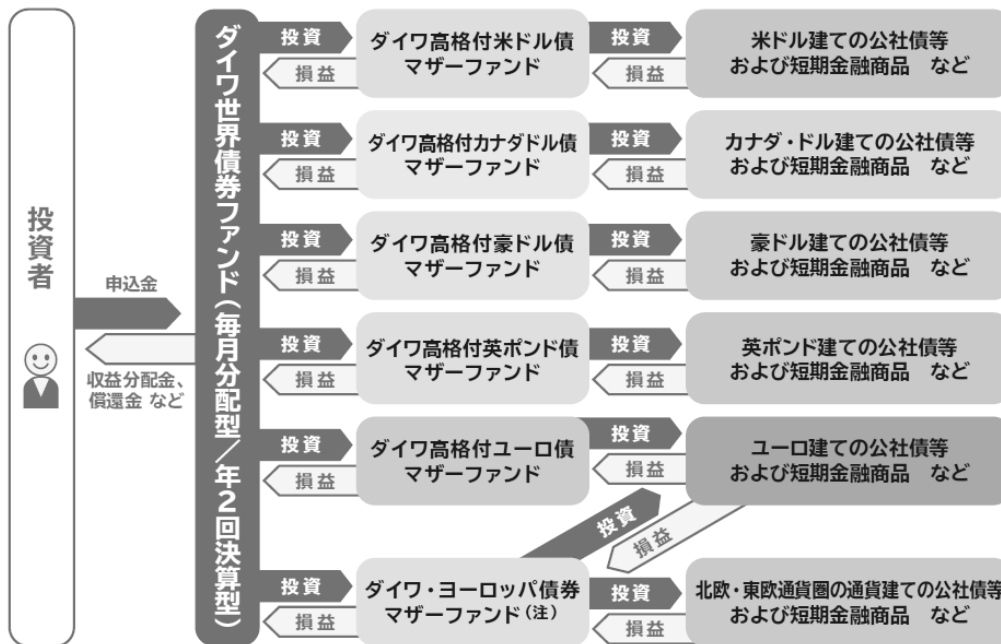 投資者
申込金
収益分配金、
償還金 など
ダイワ世界債券ファンド(毎月分配型/年2回決算型)
投資
損益
ダイワ高格付米ドル債
マザーファンド
投資
損益
米ドル建ての公社債等
および短期金融商品 など
投資
損益
ダイワ高格付カナダドル債
マザーファンド
投資
損益
カナダ・ドル建ての公社債等
および短期金融商品 など
投資
損益
ダイワ高格付豪ドル債
マザーファンド
投資
損益
豪ドル建ての公社債等
および短期金融商品 など
投資
損益
ダイワ高格付英ポンド債
マザーファンド
投資
損益
英ポンド建ての公社債等
および短期金融商品 など
投資
損益
ダイワ高格付ユーロ債
マザーファンド
投資
損益
ユーロ建ての公社債等
および短期金融商品 など
投資
損益
投資
損益
ダイワ・ヨーロッパ債券
マザーファンド(注)
投資
損益
北欧・東欧通貨圏の通貨建ての公社債等
および短期金融商品 など